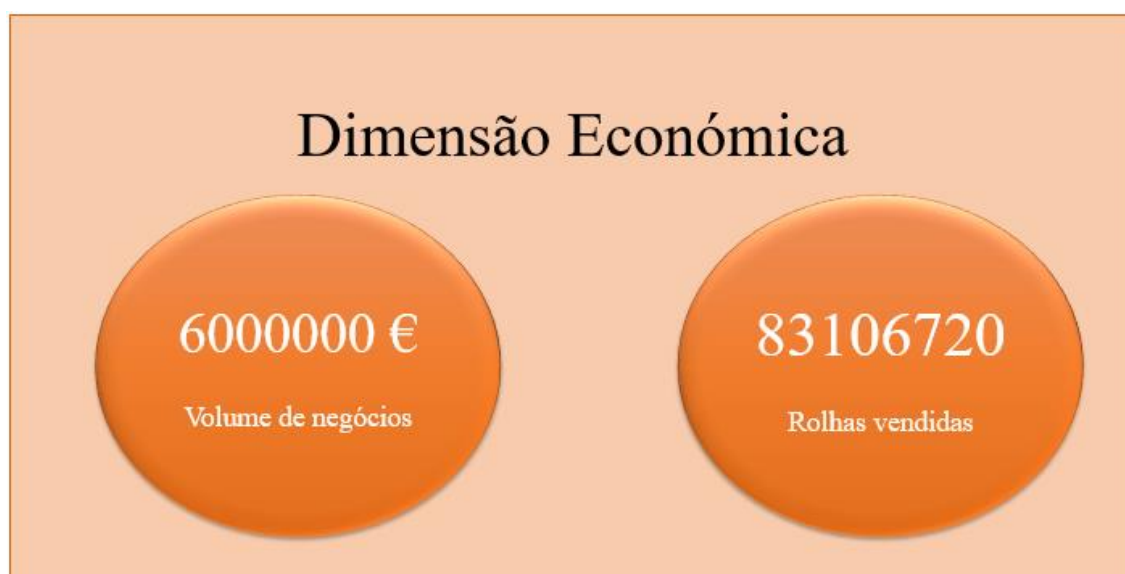 Dimensão Económica
6000000 €
Volume de negócios
83106720
Rolhas vendidas